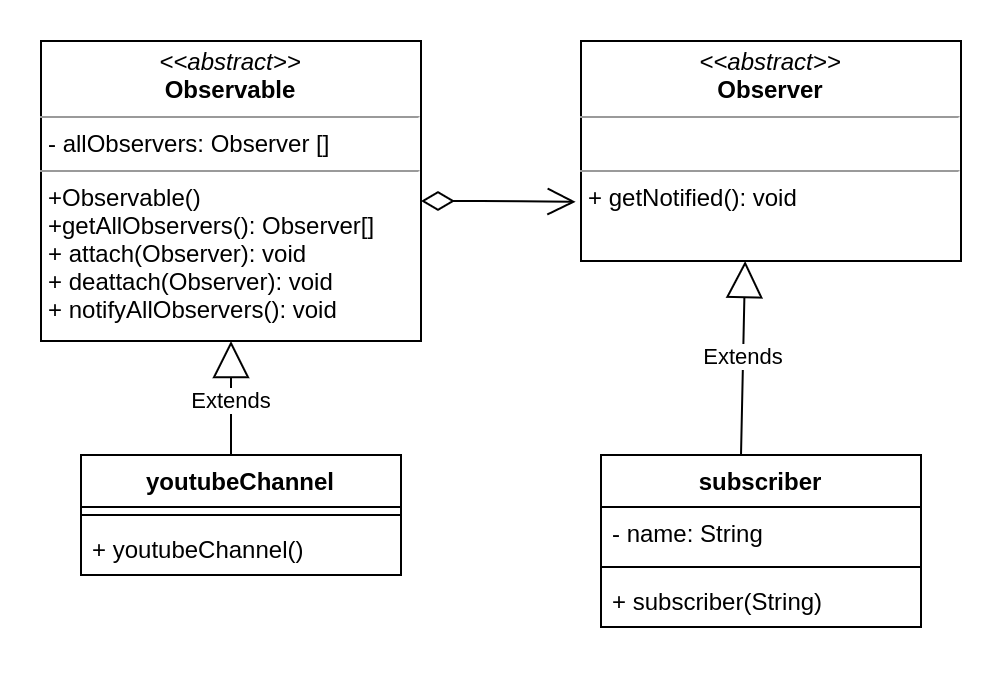 <<abstract>>
Observable
- allObservers: Observer []
+Observable()
+getAllObservers(): Observer[]
+ attach(Observer): void
+ deattach(Observer): void
+ notifyAllObservers(): void
<<abstract>>
Observer
+ getNotified(): void
Extends
Extends
youtubeChannel
+ youtubeChannel()
subscriber
- name: String
+ subscriber(String)